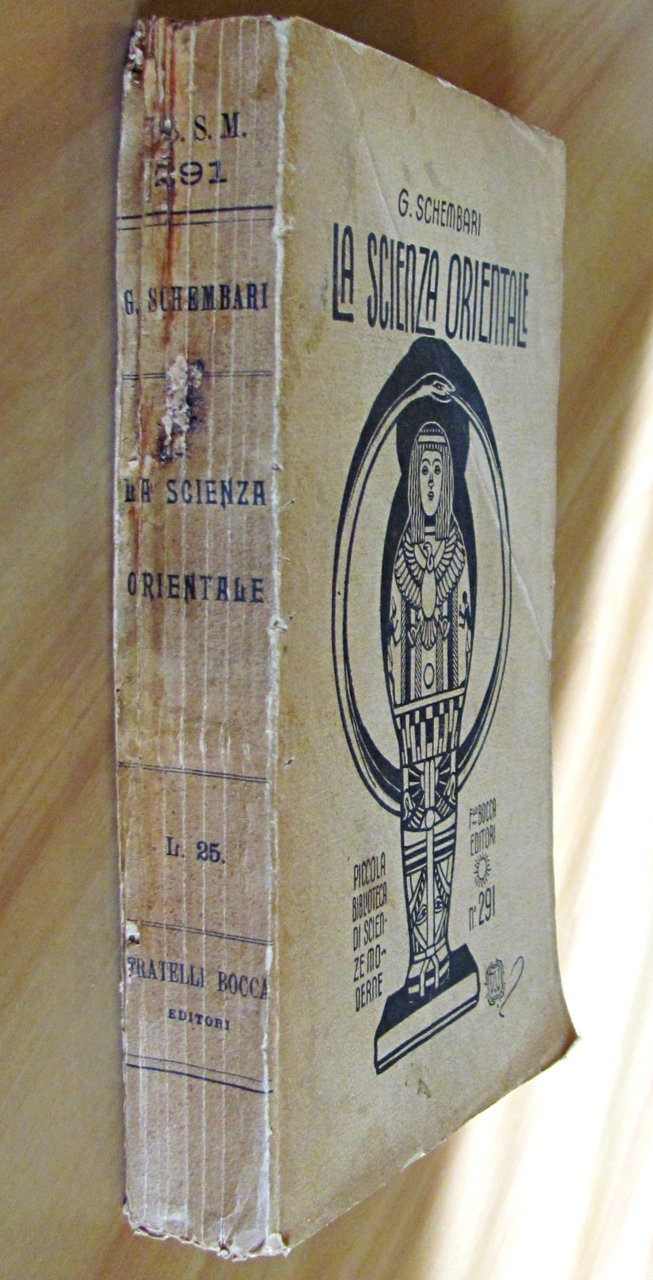 S. M.
291
G. SCHEMBARI
LA SCIENZA
ORIENTALE
L. 25.
FRATELLI BOCCA
EDITORI
G. SCHEMBARI
LA SCIENZA ORIENTALE
PICCOLA
BIBLIOTECA
DI SCIEN-
ZE MO-
DERNE
Flli BOCCA
EDITORI
n° 291